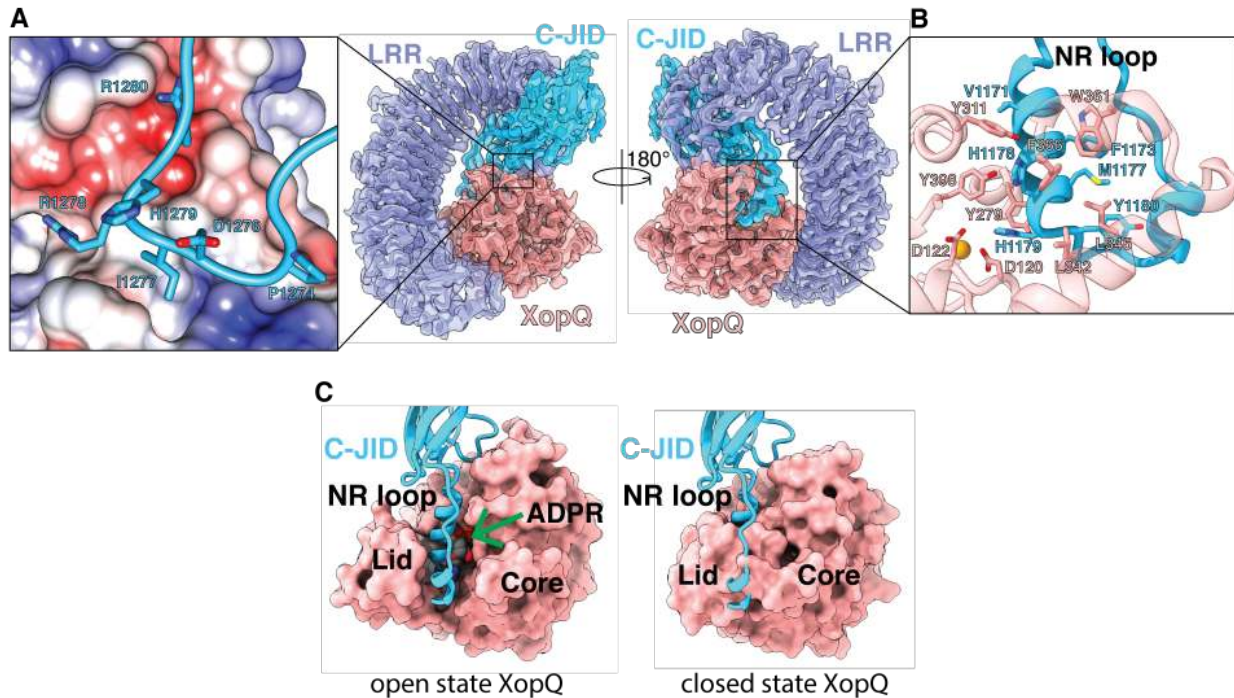 A
R1280
R1278
H1279
D1276
I1277
P1274
LRR
C-JID
XopQ
180°
C-JID
LRR
XopQ
B
NR loop
V1171
Y311
W361
H1178
F1173
M1177
Y398
Y279
Y1180
H1179
L345
D122
D120
L342
C
C-JID
NR loop
ADPR
Lid
Core
open state XopQ
C-JID
NR loop
Lid
Core
closed state XopQ